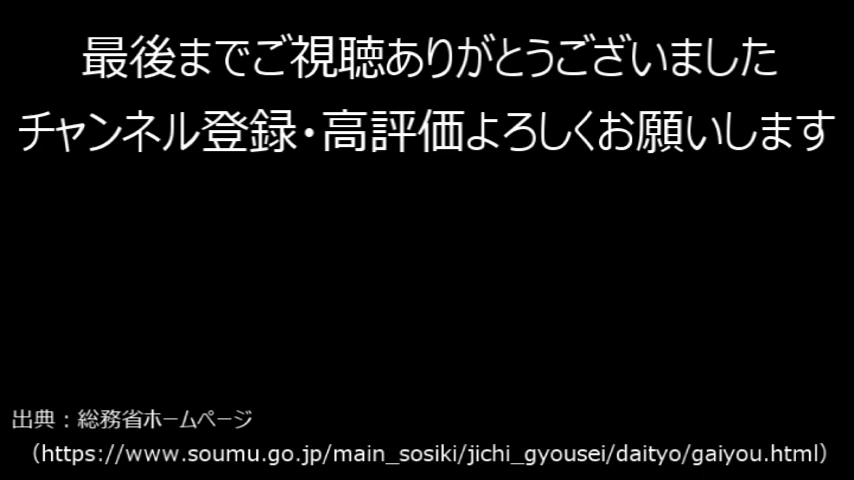 最後までご視聴ありがとうございました
チャンネル登録・高評価よろしくお願いします
出典：総務省ホームページ
（https://www.soumu.go.jp/main_sosiki/jichi_gyousei/daityo/gaiyou.html）